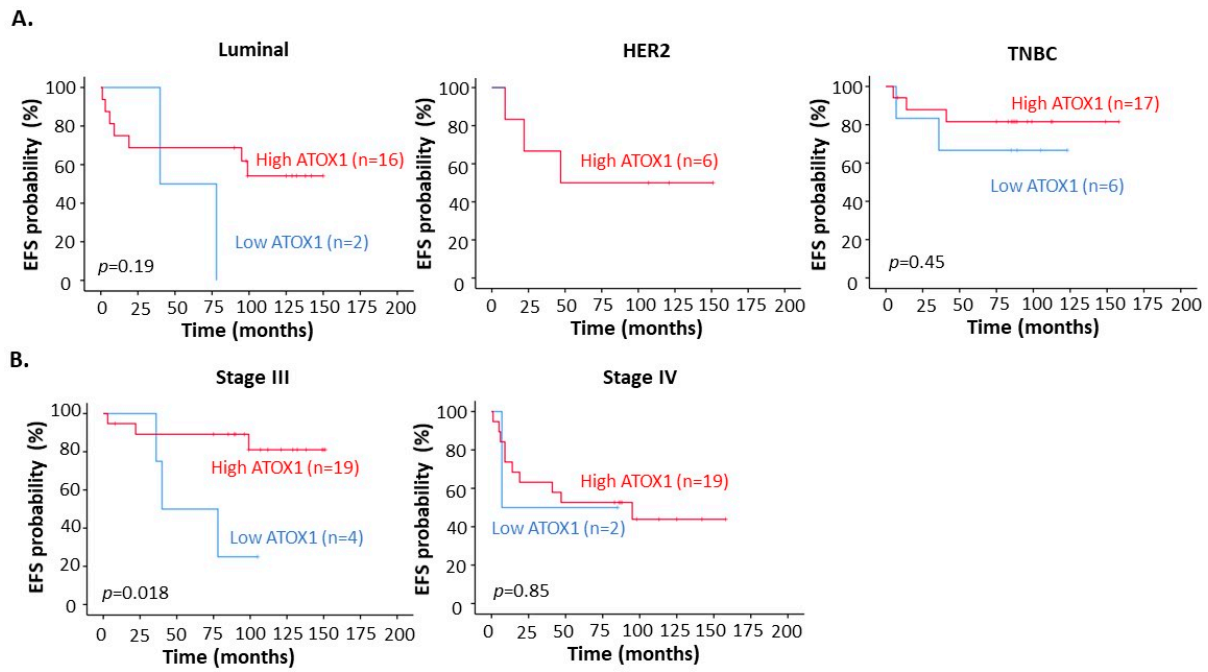 A.
Luminal
HER2
TNBC
EFS probability (%)
100
80
60
40
20
0
High ATOX1 (n=16)
Low ATOX1 (n=2)
p=0.19
0 25 50 75 100 125 150 175 200
Time (months)
EFS probability (%)
100
80
60
40
20
0
High ATOX1 (n=6)
0 25 50 75 100 125 150 175 200
Time (months)
EFS probability (%)
100
80
60
40
20
0
High ATOX1 (n=17)
Low ATOX1 (n=6)
p=0.45
0 25 50 75 100 125 150 175 200
Time (months)
B.
Stage III
Stage IV
EFS probability (%)
100
80
60
40
20
0
High ATOX1 (n=19)
Low ATOX1 (n=4)
p=0.018
0 25 50 75 100 125 150 175 200
Time (months)
EFS probability (%)
100
80
60
40
20
0
High ATOX1 (n=19)
Low ATOX1 (n=2)
p=0.85
0 25 50 75 100 125 150 175 200
Time (months)